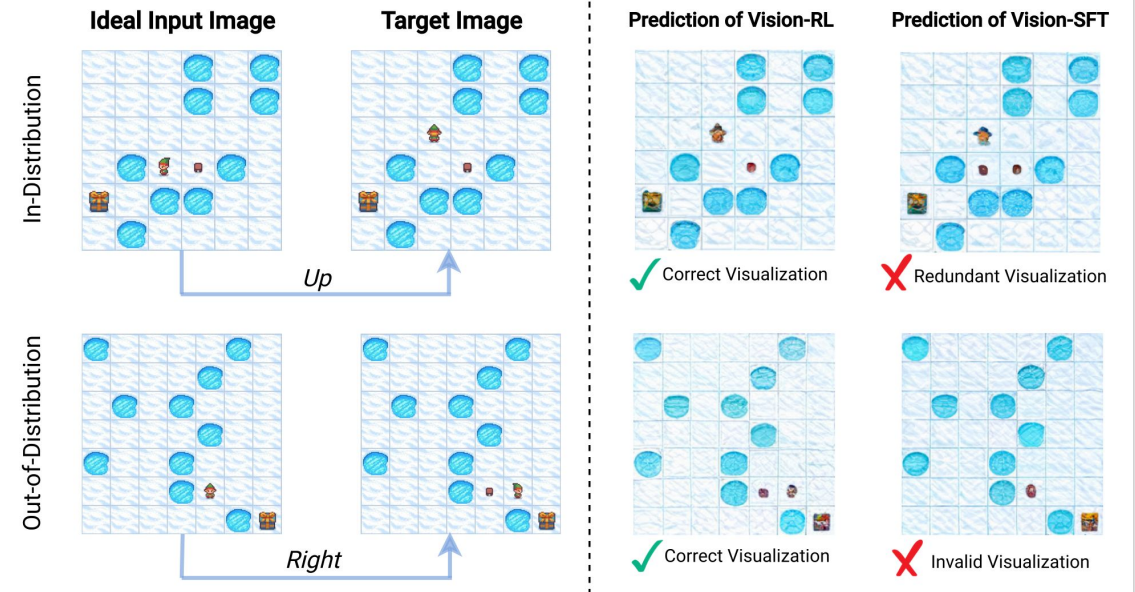 Ideal Input Image
Target Image
Prediction of Vision-RL
Prediction of Vision-SFT
In-Distribution
Up
Correct Visualization
Redundant Visualization
Out-of-Distribution
Right
Correct Visualization
Invalid Visualization